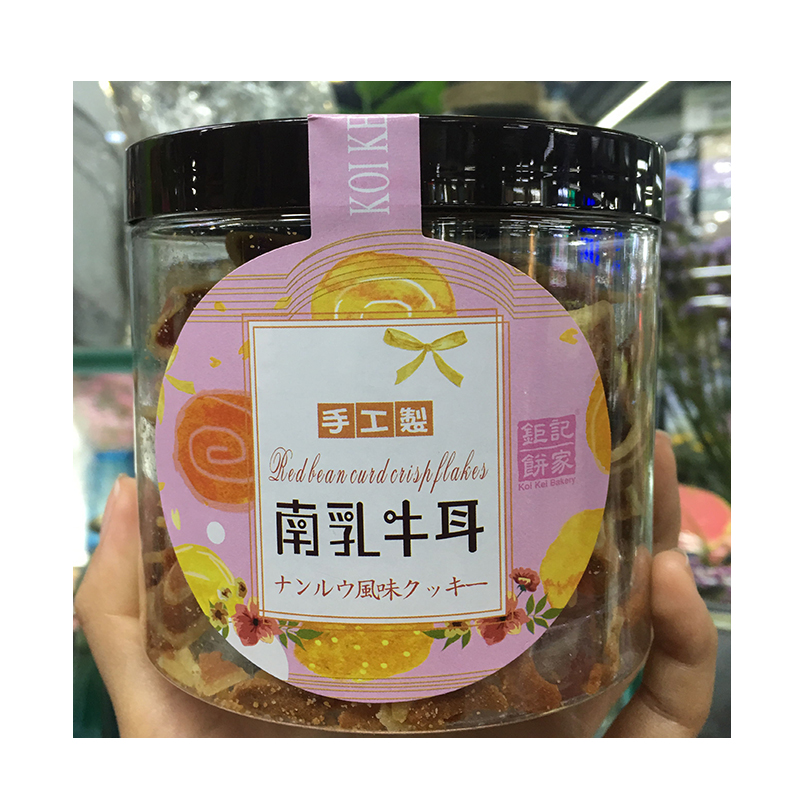 KOI KE
手工製
Red bean curd crisp flakes
南乳牛耳
ナンルウ風味クッキー
鉅記
餅家
Koi Kei Bakery